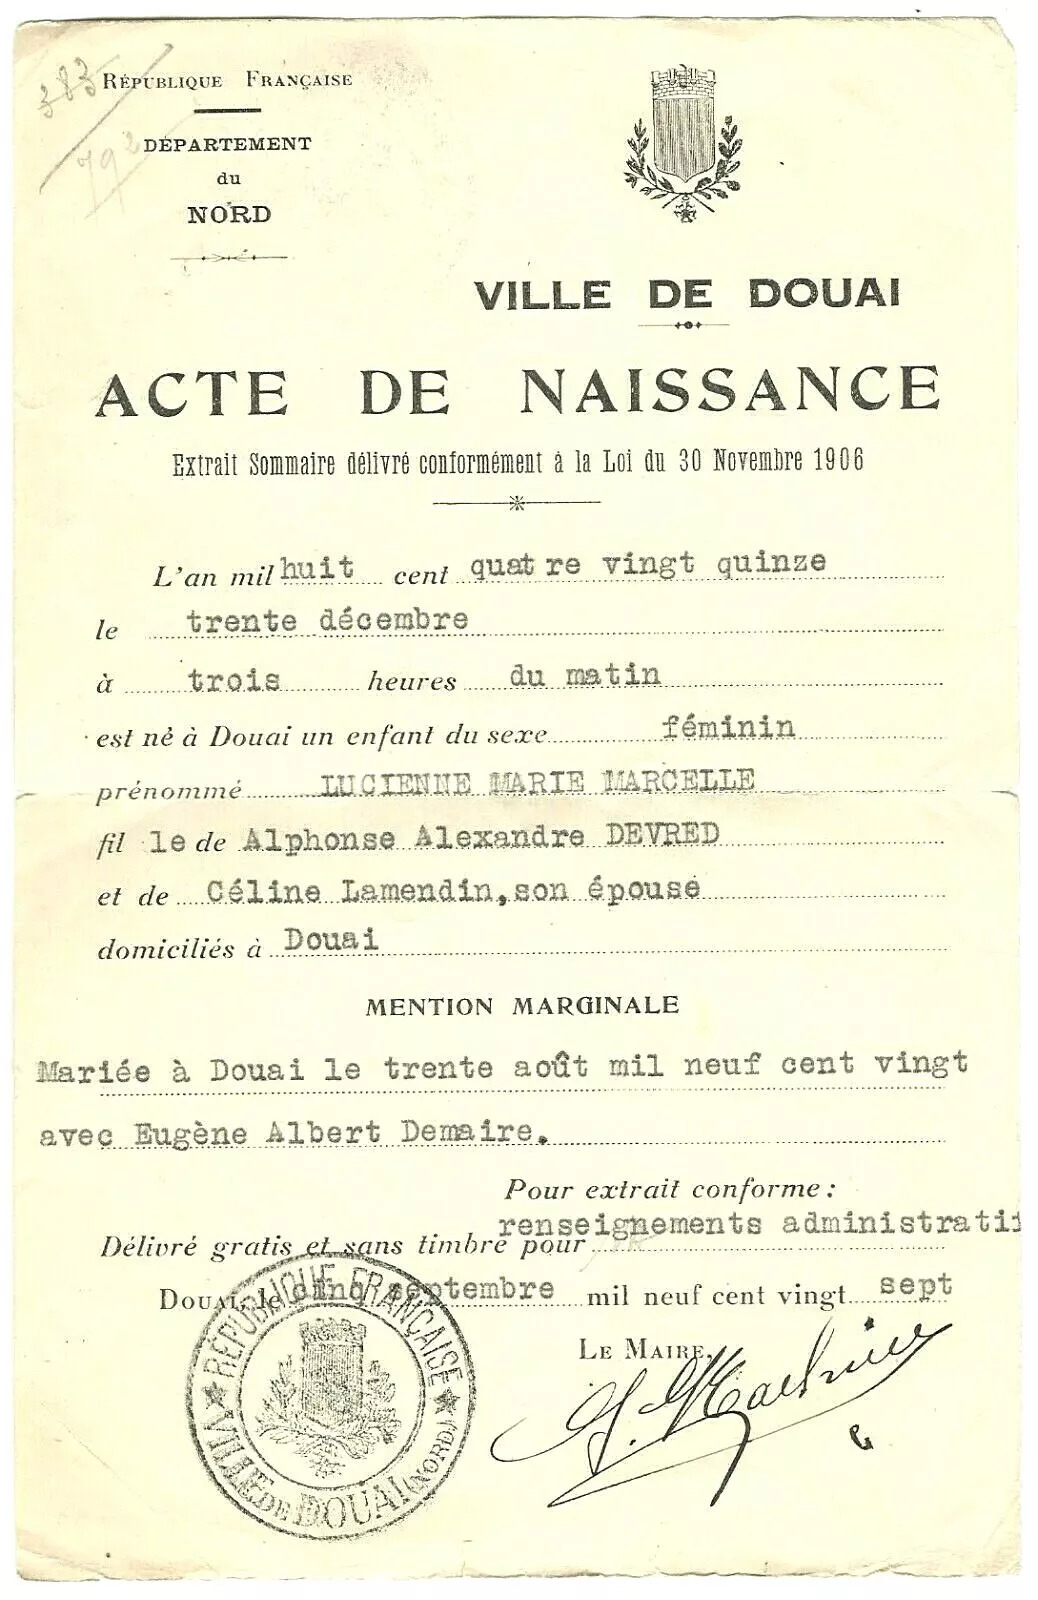 383
792
RÉPUBLIQUE FRANÇAISE
DÉPARTEMENT
du
NORD
VILLE DE DOUAI
ACTE DE NAISSANCE
Extrait Sommaire délivré conformément à la Loi du 30 Novembre 1906
L'an mil huit cent quatre vingt quinze
le trente décembre
à trois heures du matin
est né à Douai un enfant du sexe féminin
prénommé LUCIENNE MARIE MARCELLE
fil le de Alphonse Alexandre DEVRED
et de Céline Lamendin, son épouse
domiciliés à Douai
MENTION MARGINALE
Mariée à Douai le trente août mil neuf cent vingt
avec Eugène Albert Demaire.
Pour extrait conforme :
renseignements administratif
Délivré gratis et sans timbre pour
DOUAI, le cinq septembre mil neuf cent vingt sept
LE MAIRE,
RÉPUBLIQUE FRANÇAISE
VILLE DE DOUAI (NORD)